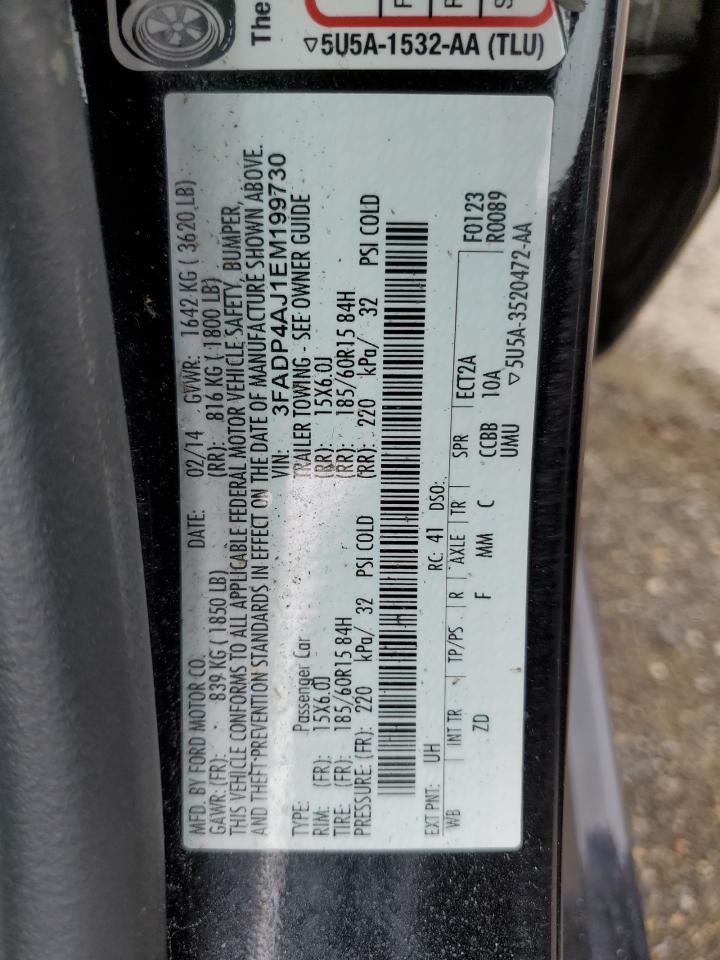 The
F
F
S
▽5U5A-1532-AA (TLU)
MFD. BY FORD MOTOR CO. DATE: 02/14 GVWR: 1642 KG ( 3620 LB)
GAWR: (FR): 839 KG ( 1850 LB) (RR): 816 KG ( 1800 LB)
THIS VEHICLE CONFORMS TO ALL APPLICABLE FEDERAL MOTOR VEHICLE SAFETY, BUMPER,
AND THEFT-PREVENTION STANDARDS IN EFFECT ON THE DATE OF MANUFACTURE SHOWN ABOVE.
VIN: 3FADP4AJ1EM199730
TYPE: Passenger Car TRAILER TOWING - SEE OWNER GUIDE
RIM: (FR): 15X6.0J (RR): 15X6.0J
TIRE: (FR): 185/60R15 84H (RR): 185/60R15 84H
PRESSURE: (FR): 220 kPa/ 32 PSI COLD (RR): 220 kPa/ 32 PSI COLD
EXT PNT: UH RC: 41 DSO: F0123
R0089
WB INT TR TP/PS R AXLE TR SPR ECT2A
ZD F MM C CCBB 10A
UMU ▽5U5A-3520472-AA